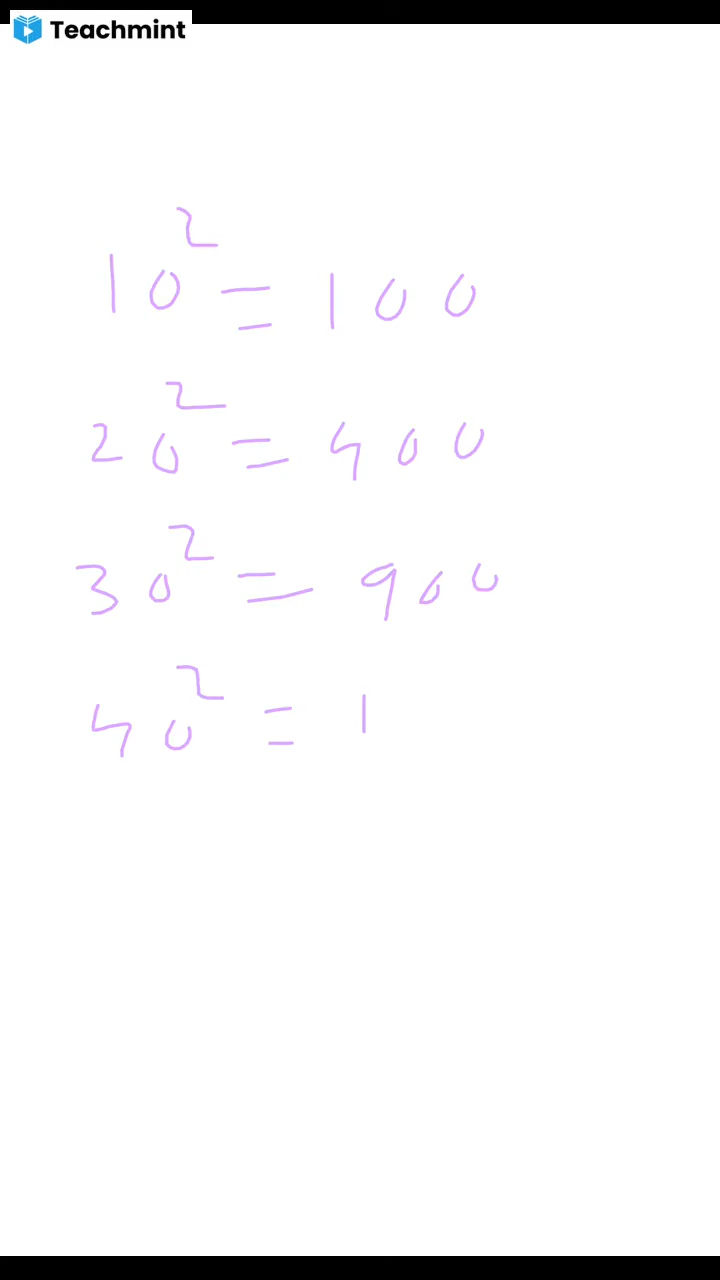 Teachmint
10² = 100
20² = 400
30² = 900
40² = 1